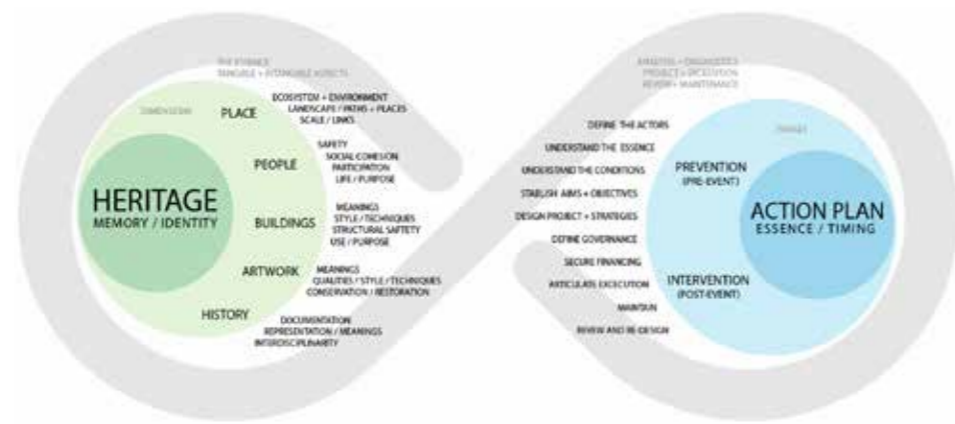 THE ESSENCE
TANGIBLE + INTANGIBLE ASPECTS
DIMENSIONS
HERITAGE
MEMORY / IDENTITY
PLACE
ECOSYSTEM + ENVIRONMENT
LANDSCAPE / PATHS + PLACES
SCALE / LINKS
PEOPLE
SAFETY
SOCIAL COHESION
PARTICIPATION
LIFE / PURPOSE
BUILDINGS
MEANINGS
STYLE / TECHNIQUES
STRUCTURAL SAFTETY
USE / PURPOSE
ARTWORK
MEANINGS
QUALITIES / STYLE / TECHNIQUES
CONSERVATION / RESTORATION
HISTORY
DOCUMENTATION
REPRESENTATION / MEANINGS
INTERDISCIPLINARITY
ANALYSIS + DIAGNOSTICS
PROJECT + EXCECUTION
REVIEW + MAINTENANCE
DEFINE THE ACTORS
UNDERSTAND THE ESSENCE
UNDERSTAND THE CONDITIONS
STABLISH AIMS + OBJECTIVES
DESIGN PROJECT + STRATEGIES
DEFINE GOVERNANCE
SECURE FINANCING
ARTICULATE EXCECUTION
MAINTAIN
REVIEW AND RE-DESIGN
PREVENTION
(PRE-EVENT)
INTERVENTION
(POST-EVENT)
ACTION PLAN
ESSENCE / TIMING